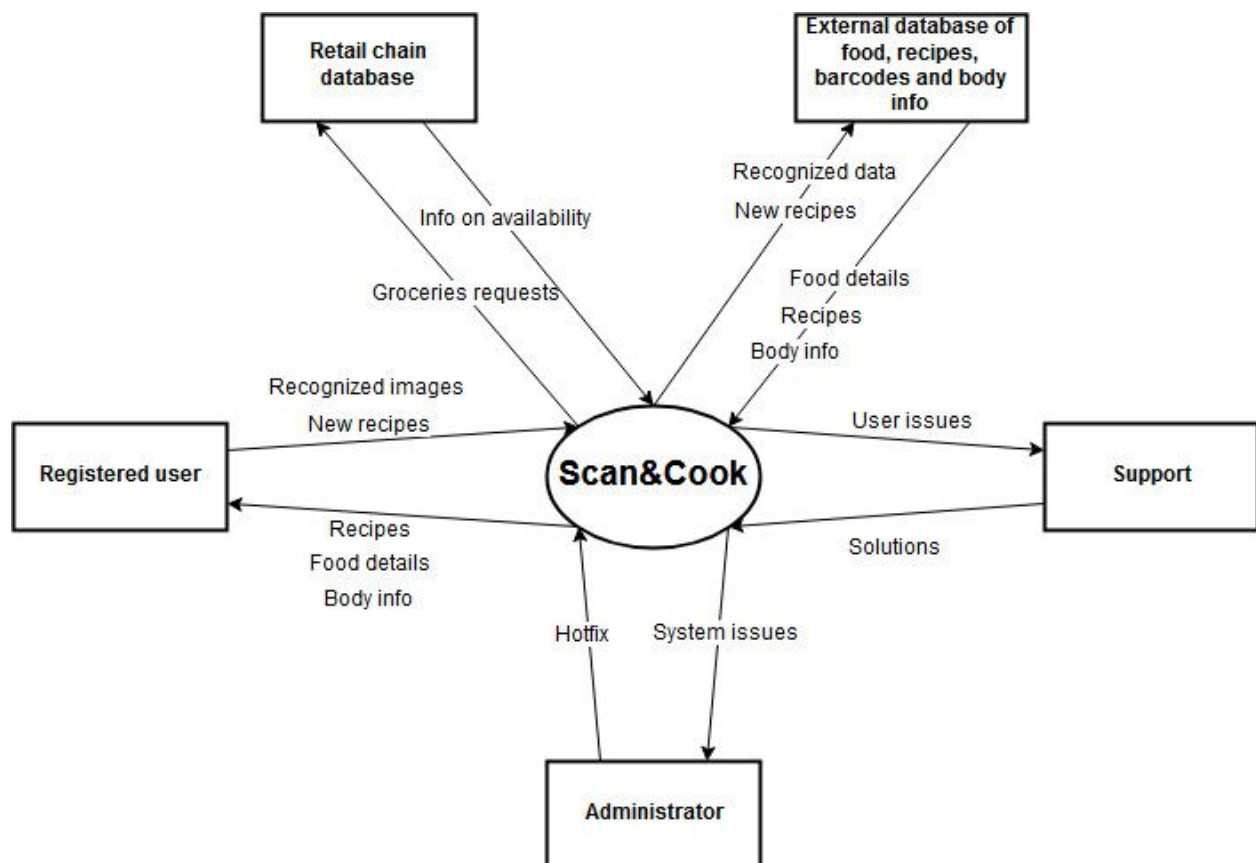 Retail chain
database
External database of
food, recipes,
barcodes and body
info
Recognized data
New recipes
Info on availability
Groceries requests
Food details
Recipes
Body info
Recognized images
New recipes
User issues
Registered user
Scan&Cook
Support
Recipes
Food details
Body info
Solutions
Hotfix
System issues
Administrator